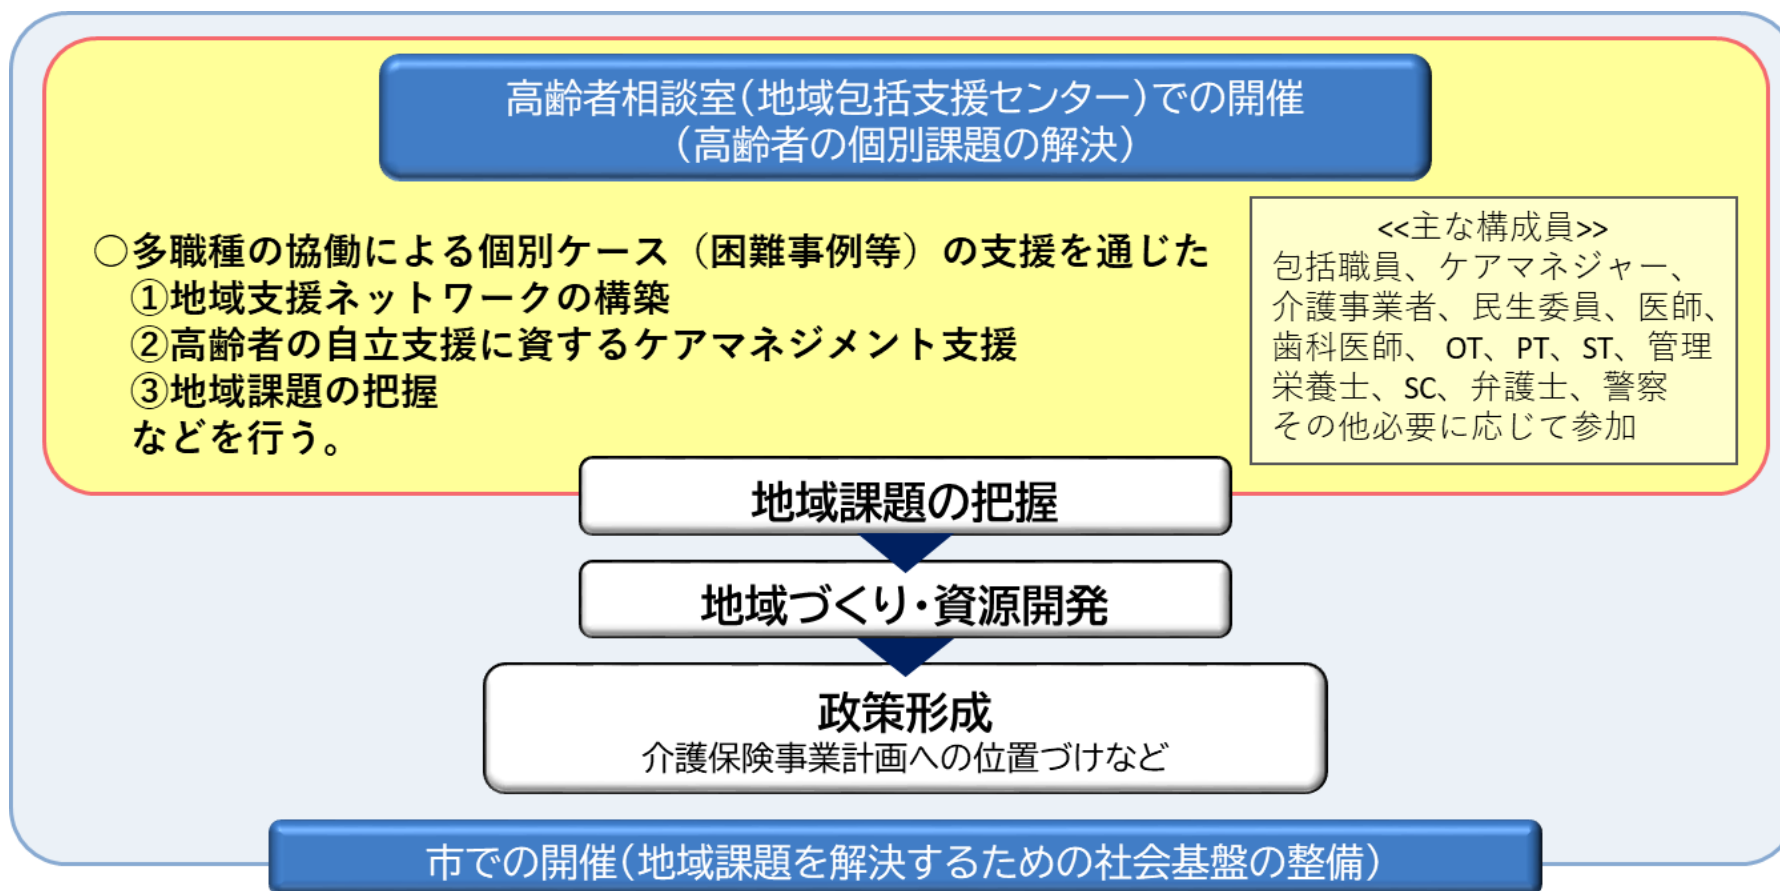 高齢者相談室(地域包括支援センター)での開催
(高齢者の個別課題の解決)
○多職種の協働による個別ケース（困難事例等）の支援を通じた
①地域支援ネットワークの構築
②高齢者の自立支援に資するケアマネジメント支援
③地域課題の把握
などを行う。
<<主な構成員>>
包括職員、ケアマネジャー、
介護事業者、民生委員、医師、
歯科医師、OT、PT、ST、管理
栄養士、SC、弁護士、警察
その他必要に応じて参加
地域課題の把握
地域づくり・資源開発
政策形成
介護保険事業計画への位置づけなど
市での開催(地域課題を解決するための社会基盤の整備)